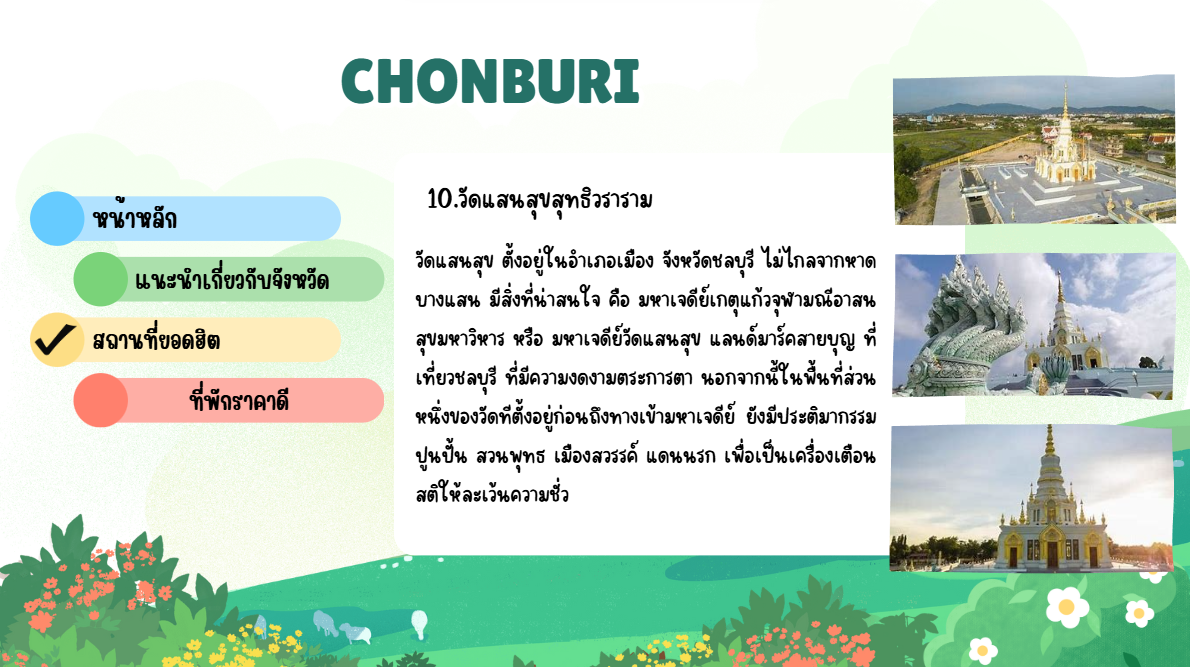 CHONBURI
หน้าหลัก
แนะนำเกี่ยวกับจังหวัด
สถานที่ยอดฮิต
ที่พักราคาดี
10.วัดแสนสุขสุทธิวราราม
วัดแสนสุข ตั้งอยู่ในอำเภอเมือง จังหวัดชลบุรี ไม่ไกลจากหาด
บางแสน มีสิ่งที่น่าสนใจ คือ มหาเจดีย์เกตุแก้วจุฬามณีอาสน
สุขมหาวิหาร หรือ มหาเจดีย์วัดแสนสุข แลนด์มาร์คสายบุญ ที่
เที่ยวชลบุรี ที่มีความงดงามตระการตา นอกจากนี้ในพื้นที่ส่วน
หนึ่งของวัดทีตั้งอยู่ก่อนถึงทางเข้ามหาเจดีย์ ยังมีประติมากรรม
ปูนปั้น สวนพุทธ เมืองสวรรค์ แดนนรก เพื่อเป็นเครื่องเตือน
สติให้ละเว้นความชั่ว